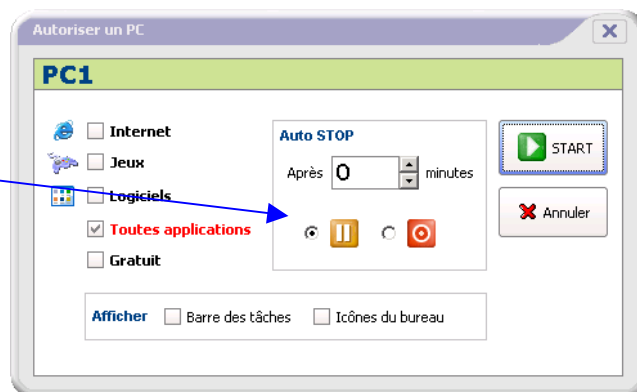 Autoriser un PC
PC1
Internet
Jeux
Logiciels
Toutes applications
Gratuit
Auto STOP
Après 0 minutes
START
Annuler
Afficher Barre des tâches Icônes du bureau